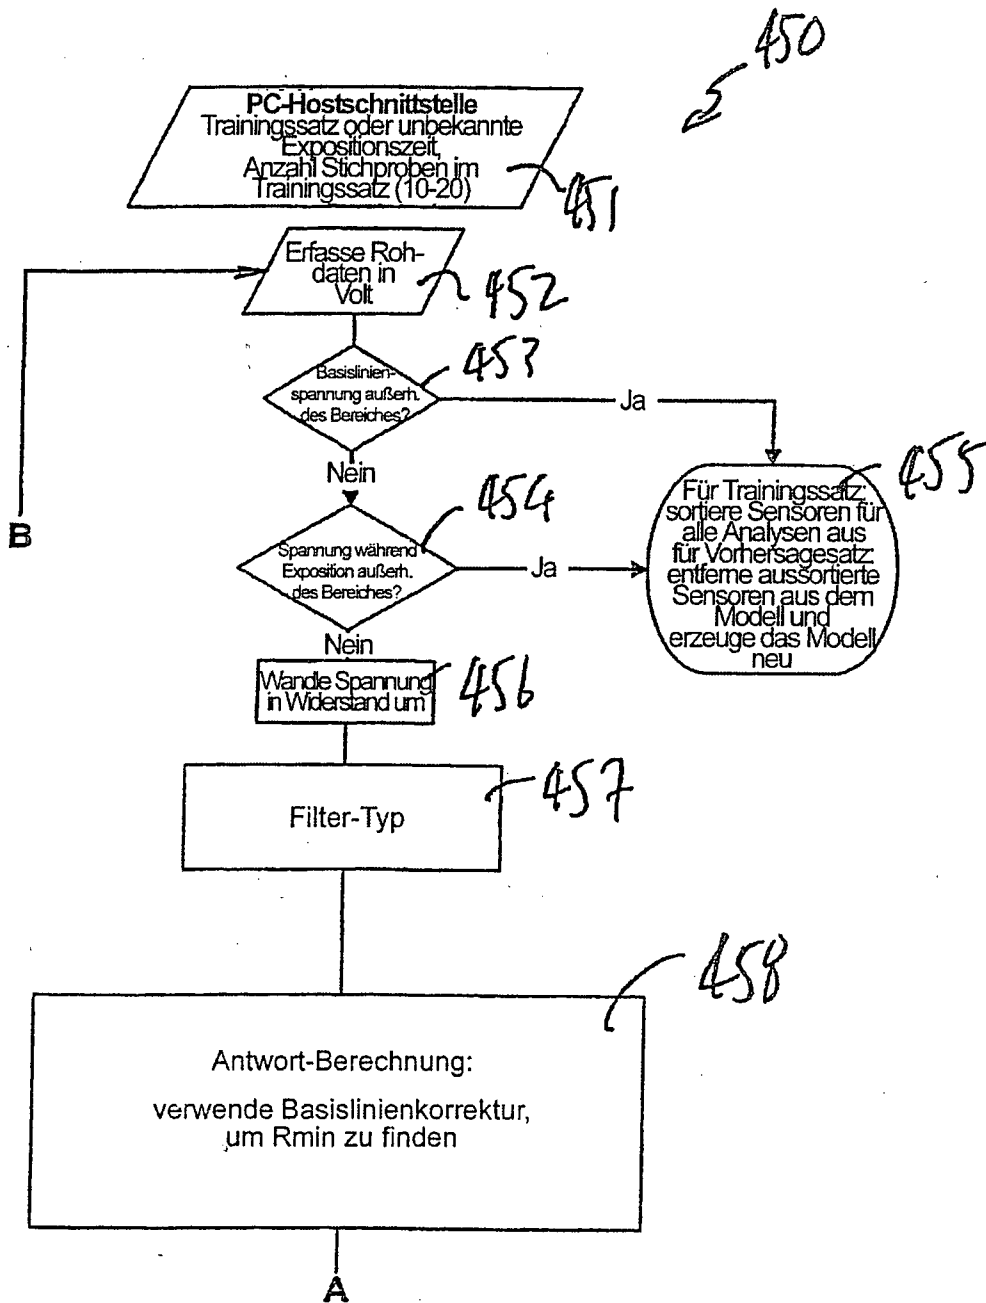 450
PC-Hostschnittstelle
Trainingssatz oder unbekannte
Expositionszeit,
Anzahl Stichproben im
Trainingssatz (10-20)
451
Erfasse Roh-
daten in
Volt
452
Basislinien-
spannung außerh.
des Bereiches?
453
Ja
Nein
B
Spannung während
Exposition außerh.
des Bereiches?
454
Ja
Für Trainingssatz:
sortiere Sensoren für
alle Analysen aus
für Vorhersagesatz:
entferne aussortierte
Sensoren aus dem
Modell und
erzeuge das Modell
neu
455
Nein
Wandle Spannung
in Widerstand um
456
Filter-Typ
457
Antwort-Berechnung:
verwende Basislinienkorrektur,
um Rmin zu finden
458
A